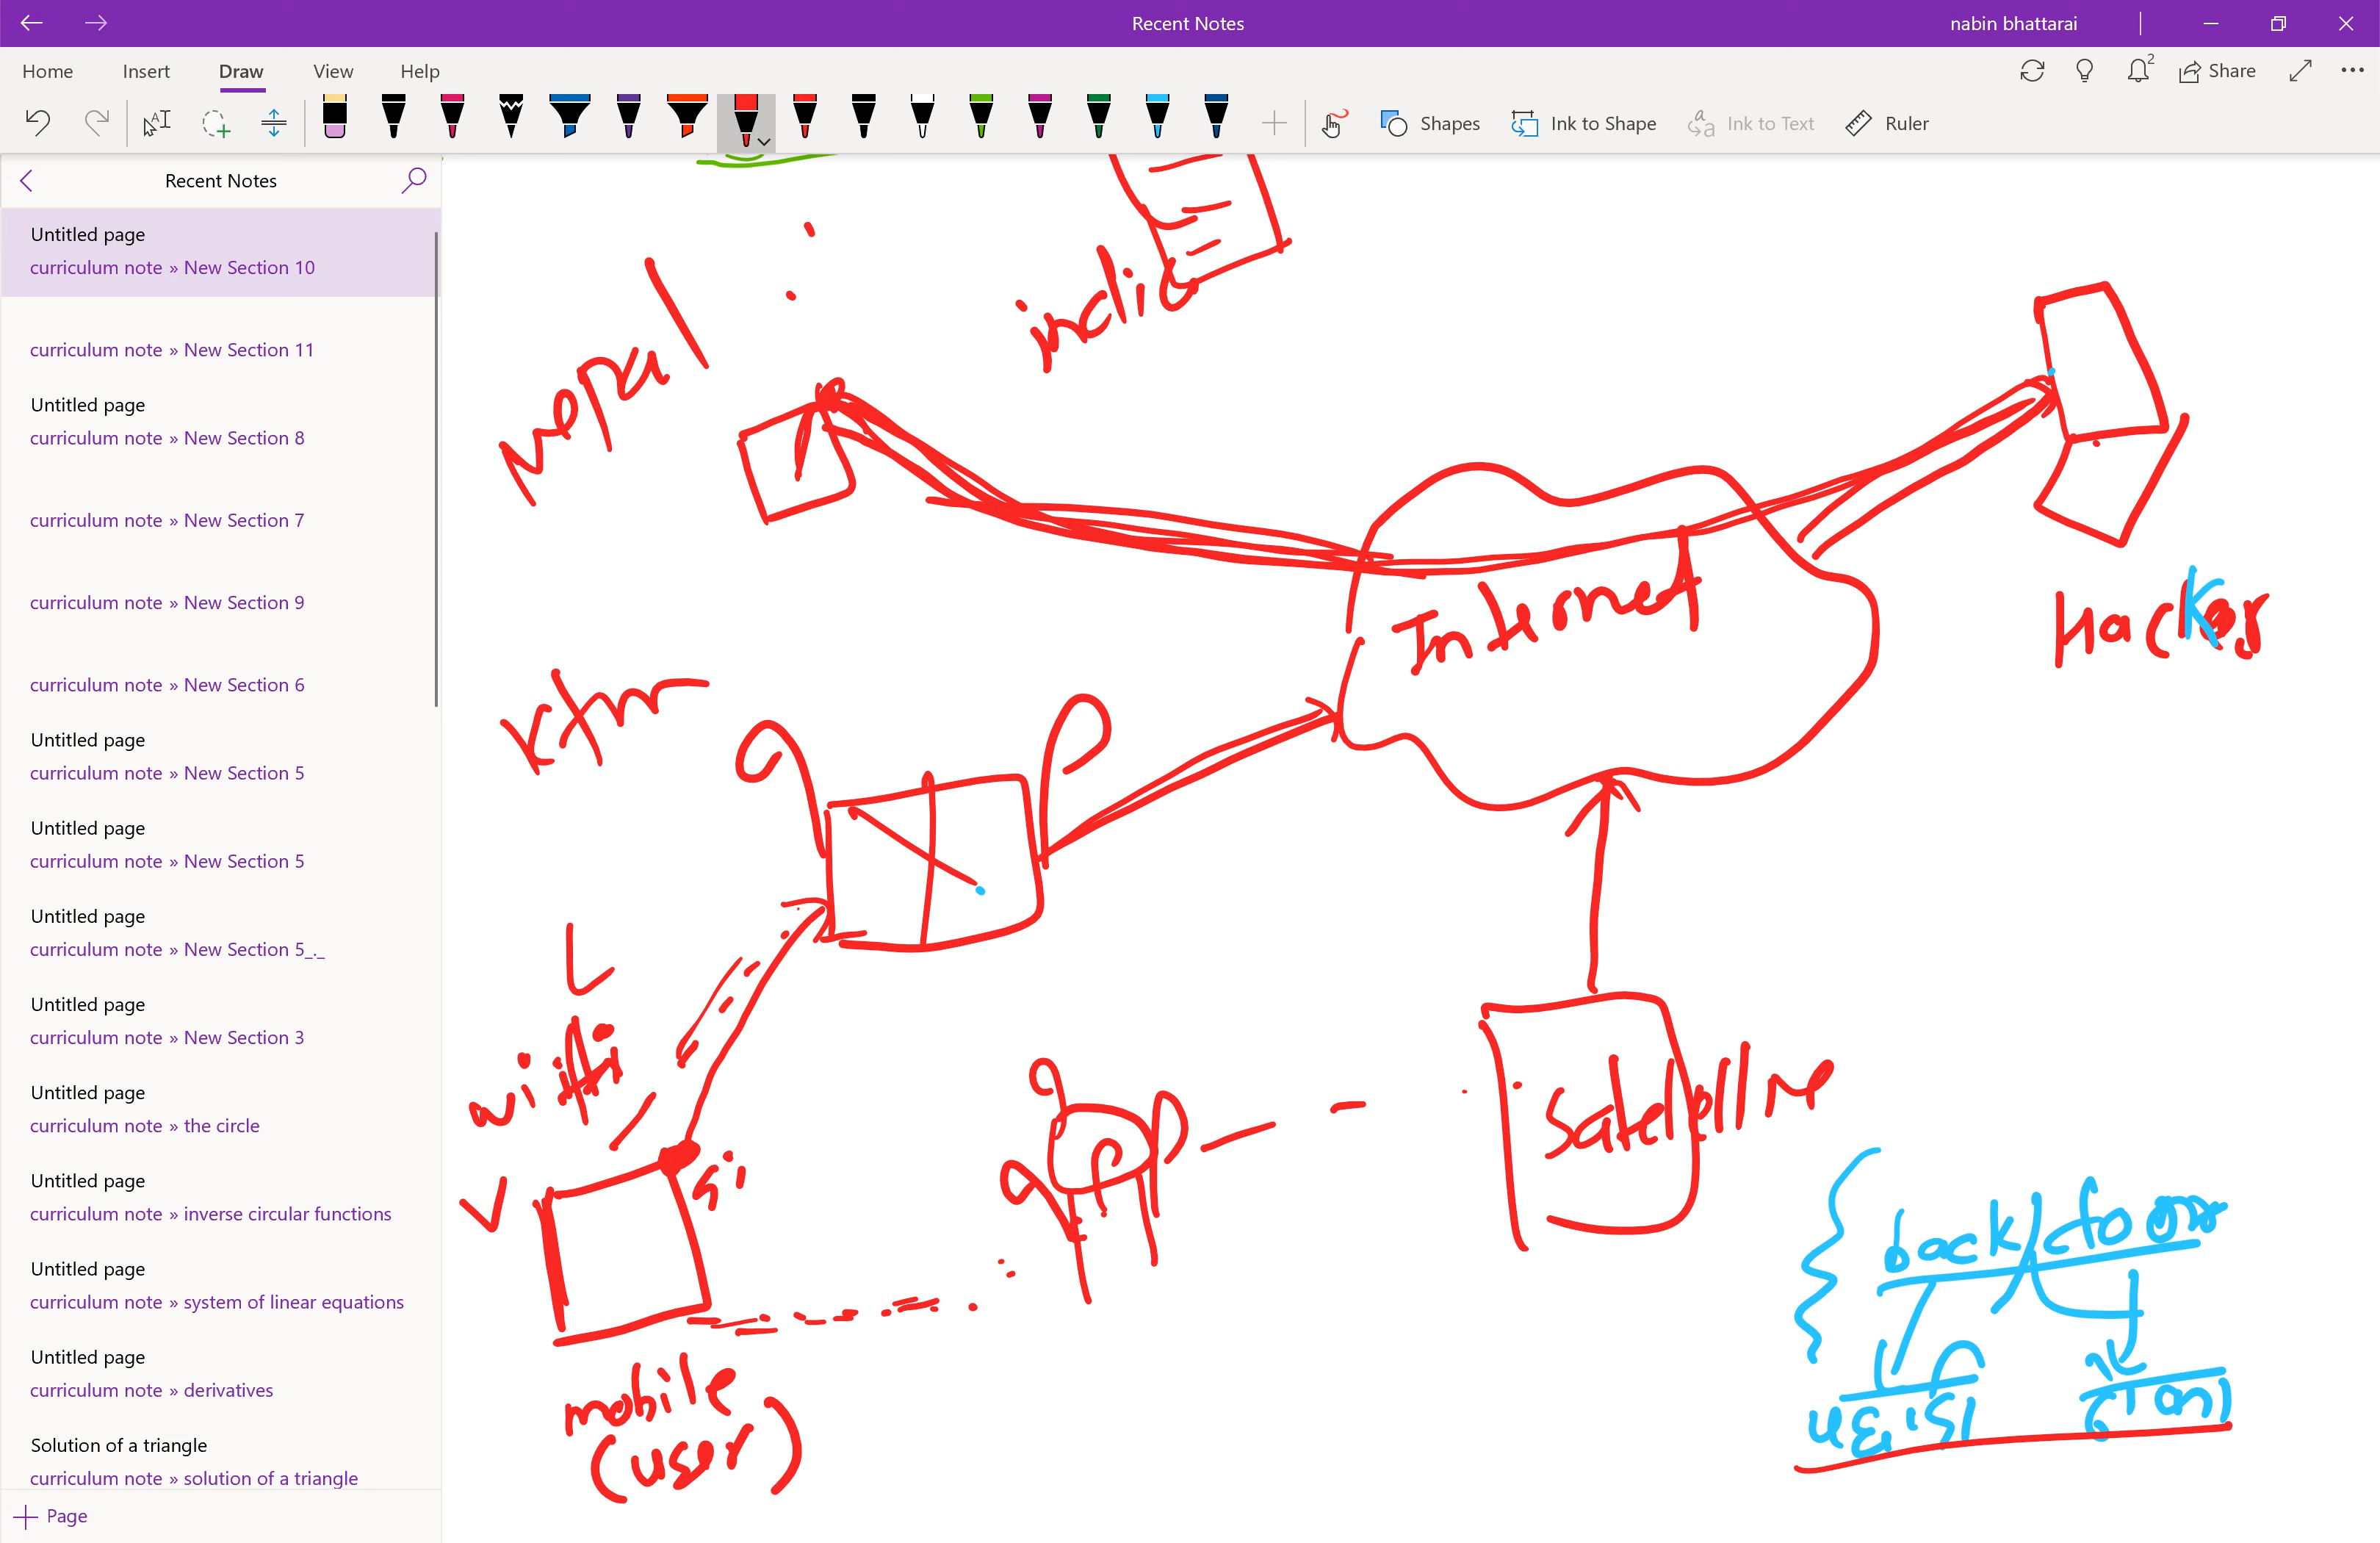 Recent Notes
nabin bhattarai
Home Insert Draw View Help
2 Share
Shapes Ink to Shape Ink to Text Ruler
Recent Notes
Untitled page
curriculum note » New Section 10
curriculum note » New Section 11
Untitled page
curriculum note » New Section 8
curriculum note » New Section 7
curriculum note » New Section 9
curriculum note » New Section 6
Untitled page
curriculum note » New Section 5
Untitled page
curriculum note » New Section 5
Untitled page
curriculum note » New Section 5_._
Untitled page
curriculum note » New Section 3
Untitled page
curriculum note » the circle
Untitled page
curriculum note » inverse circular functions
Untitled page
curriculum note » system of linear equations
Untitled page
curriculum note » derivatives
Solution of a triangle
curriculum note » solution of a triangle
Page
Nepal
india
Internet
Hacker
Ktm
L
V
mobile
(user)
back/door